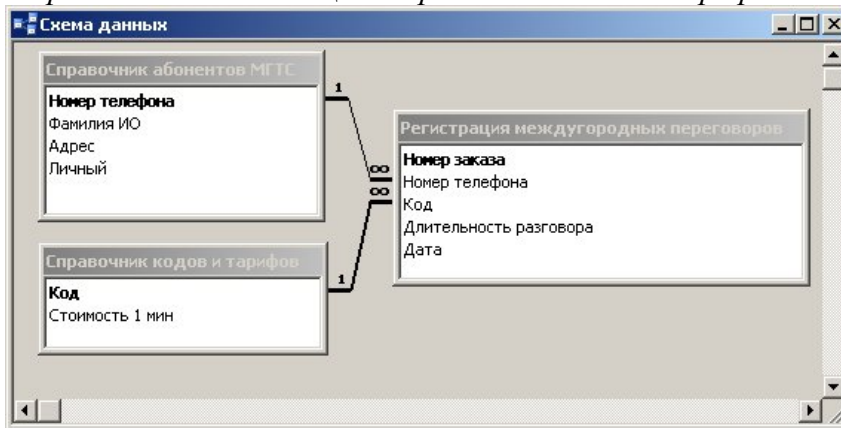 Схема данных
Справочник абонентов МГТС
Номер телефона
Фамилия ИО
Адрес
Личный
1
∞
∞
1
Регистрация междугородных переговоров
Номер заказа
Номер телефона
Код
Длительность разговора
Дата
Справочник кодов и тарифов
Код
Стоимость 1 мин